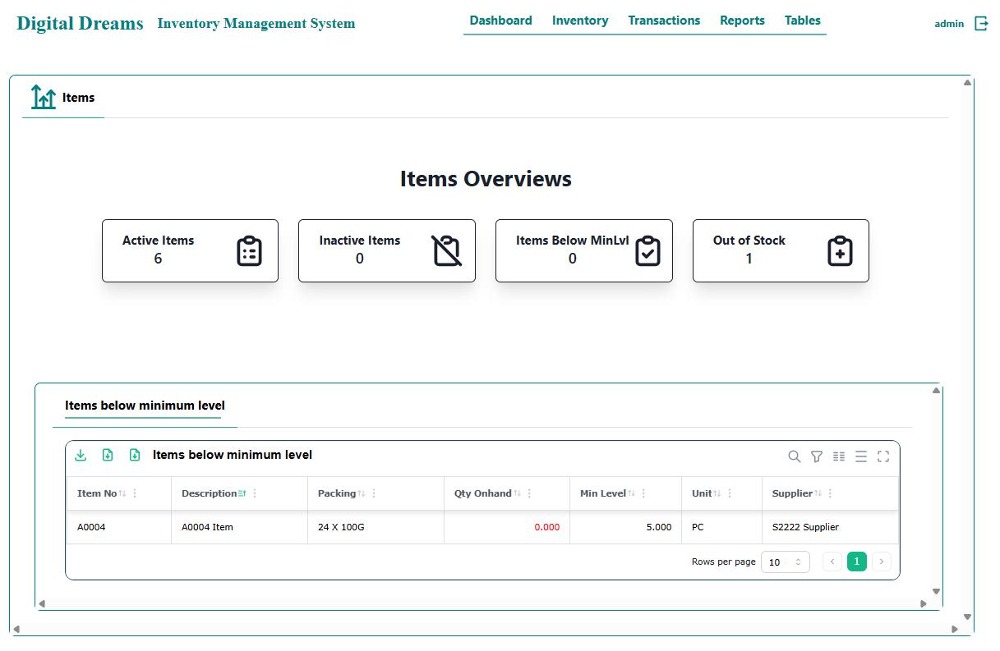 Digital Dreams Inventory Management System Dashboard Inventory Transactions Reports Tables admin
Items
Items Overviews
Active Items Inactive Items Items Below MinLvl Out of Stock
6 0 0 1
Items below minimum level
Items below minimum level
Item No Description Packing Qty Onhand Min Level Unit Supplier
A0004 A0004 Item 24 X 100G 0.000 5.000 PC S2222 Supplier
Rows per page 10 1